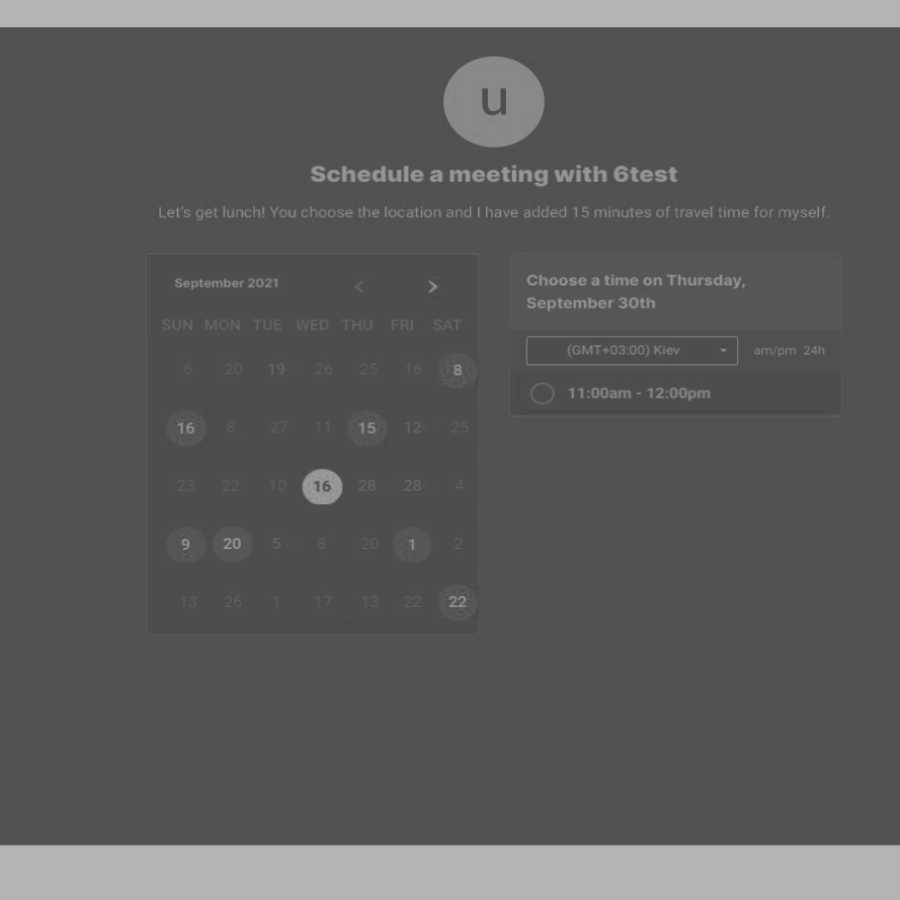 U
Schedule a meeting with 6test
Let's get lunch! You choose the location and I have added 15 minutes of travel time for myself.
September 2021 < >
SUN MON TUE WED THU FRI SAT
6 20 19 26 25 16 8
16 8 27 11 15 12 25
23 22 10 16 28 28 4
9 20 5 8 20 1 2
13 26 1 17 13 22 22
Choose a time on Thursday,
September 30th
(GMT+03:00) Kiev am/pm 24h
11:00am - 12:00pm